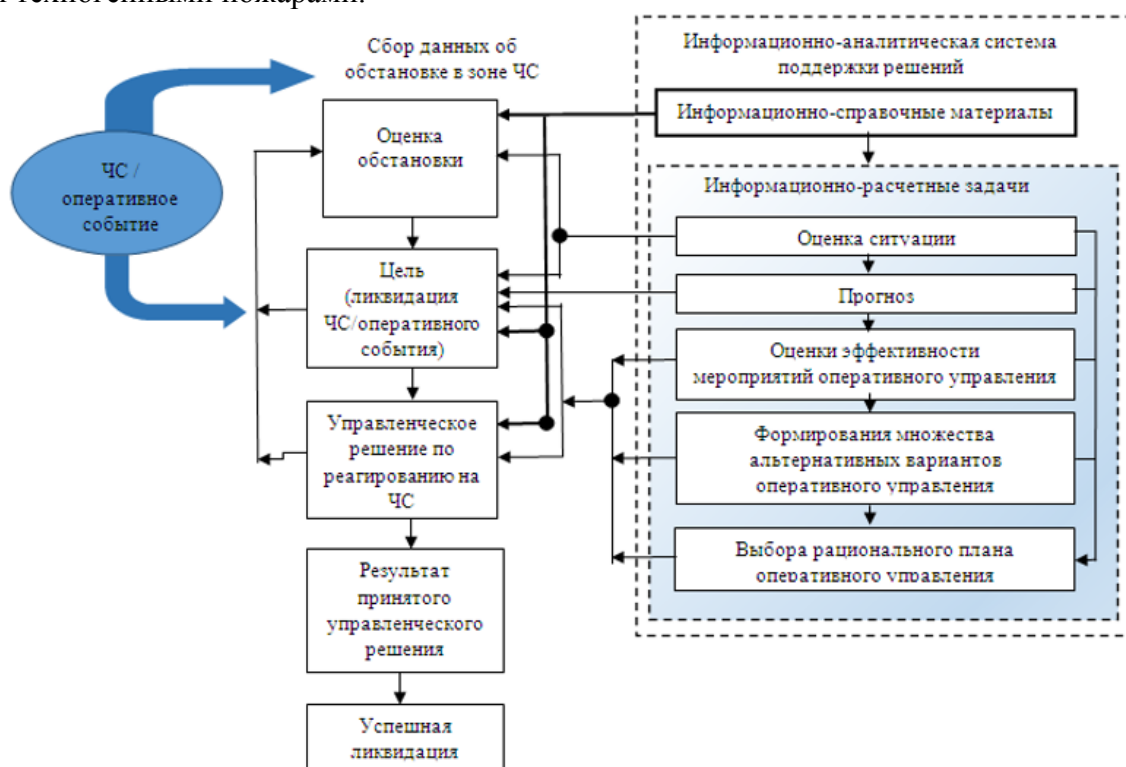 и техногенными пожарами.
Сбор данных об
обстановке в зоне ЧС
ЧС /
оперативное
событие
Оценка
обстановки
Цель
(ликвидация
ЧС/оперативного
события)
Управленческое
решение по
реагированию на
ЧС
Результат
принятого
управленческого
решения
Успешная
ликвидация
Информационно-аналитическая система
поддержки решений
Информационно-справочные материалы
Информационно-расчетные задачи
Оценка ситуации
Прогноз
Оценки эффективности
мероприятий оперативного управления
Формирования множества
альтернативных вариантов
оперативного управления
Выбора рационального плана
оперативного управления